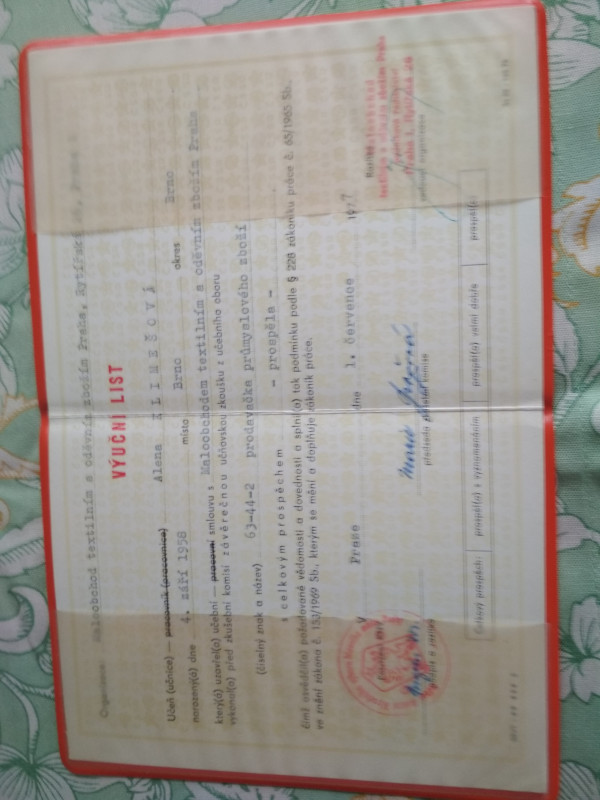 Organizace: Maloobchod textilním a oděvním zbožím Praha, Rytířská
VÝUČNÍ LIST
Učeň (učnice) — pracovník (pracovnice) Alena KLIMEŠOVÁ
narozený(á) dne 4. září 1958 místo Brno okres Brno
který(á) uzavřel(a) učební — pracovní smlouvu s Maloobchodem textilním a oděvním zbožím Praha
vykonal(a) před zkušební komisí závěrečnou učňovskou zkoušku z učebního oboru
63-44-2 prodavačka průmyslového zboží
(číselný znak a název)
s celkovým prospěchem - prospěla -
čímž osvědčil(a) požadované vědomosti a dovednosti a splnil(a) tak podmínku podle § 228 zákoníku práce č. 65/1965 Sb.
ve znění zákona č. 153/1969 Sb., kterým se mění a doplňuje zákoník práce.
V Praze dne 1. července 1977
předseda zkušební komise
Celkový prospěch: prospěl(a) s vyznamenáním prospěl(a) velmi dobře prospěl(a)